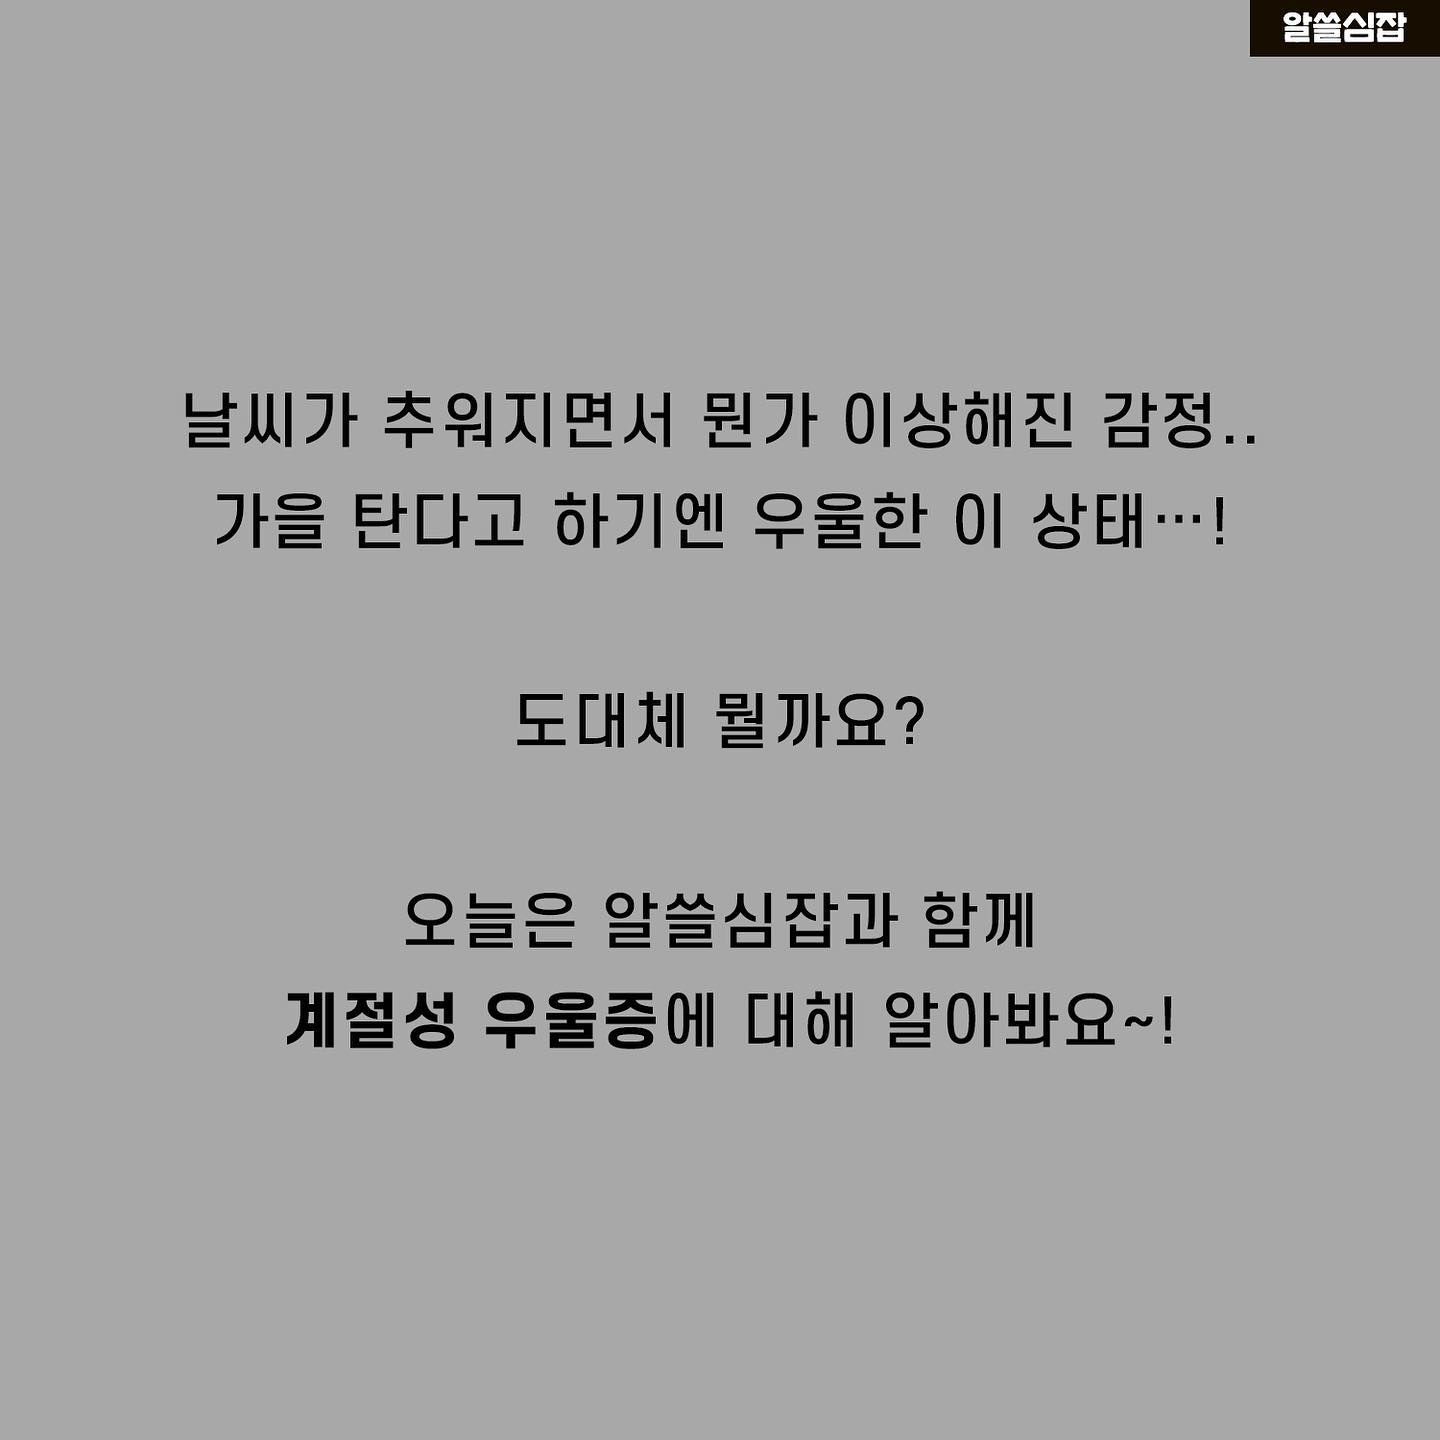 알쓸심잡
날씨가 추워지면서 뭔가 이상해진 감정..
가을 탄다고 하기엔 우울한 이 상태…!
도대체 뭘까요?
오늘은 알쓸심잡과 함께
계절성 우울증에 대해 알아봐요~!